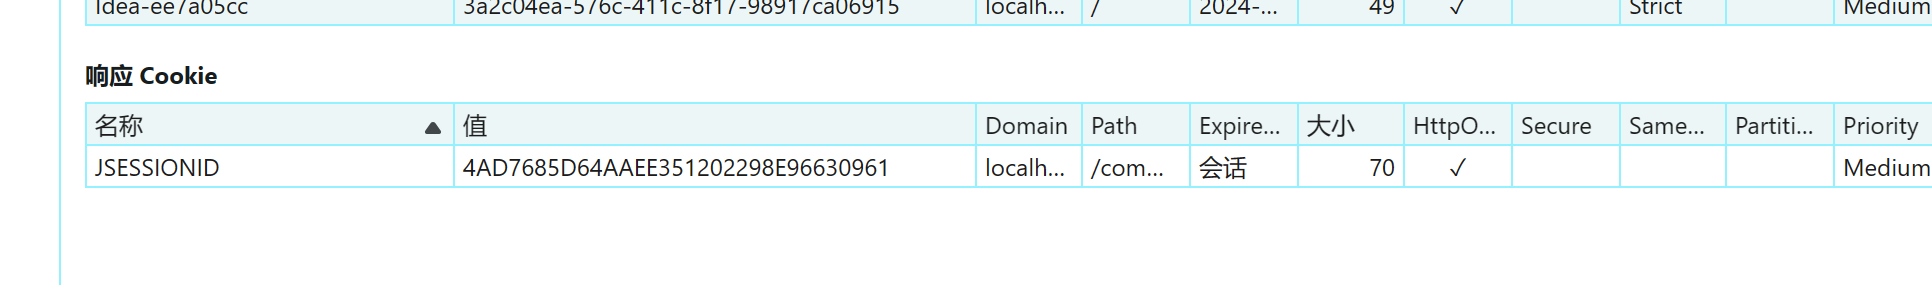 Idea-ee7a05cc 3a2c04ea-576c-411c-8f17-98917ca06915 localh... / 2024-... 49 ✓ Strict Medium
响应 Cookie
名称 值 Domain Path Expire... 大小 HttpO... Secure Same... Partiti... Priority
JSESSIONID 4AD7685D64AAEE351202298E96630961 localh... /com... 会话 70 ✓ Medium